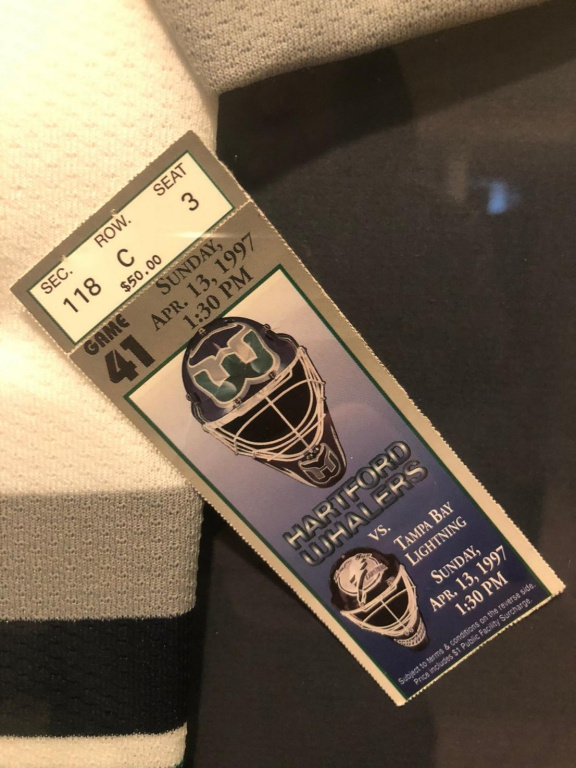 SEC. ROW. SEAT
118 C 3
$50.00
GAME
41
SUNDAY,
APR. 13, 1997
1:30 PM
W
HARTFORD
WHALERS
VS.
TAMPA BAY
LIGHTNING
SUNDAY,
APR. 13, 1997
1:30 PM
Subject to terms & conditions on the reverse side.
Price includes $1 Public Facility Surcharge.